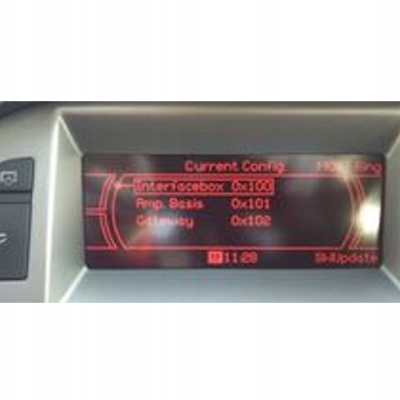 Current Config
Interfacebox 0x100
Amp. Basis 0x101
Gateway 0x102
11:28
SWUpdate